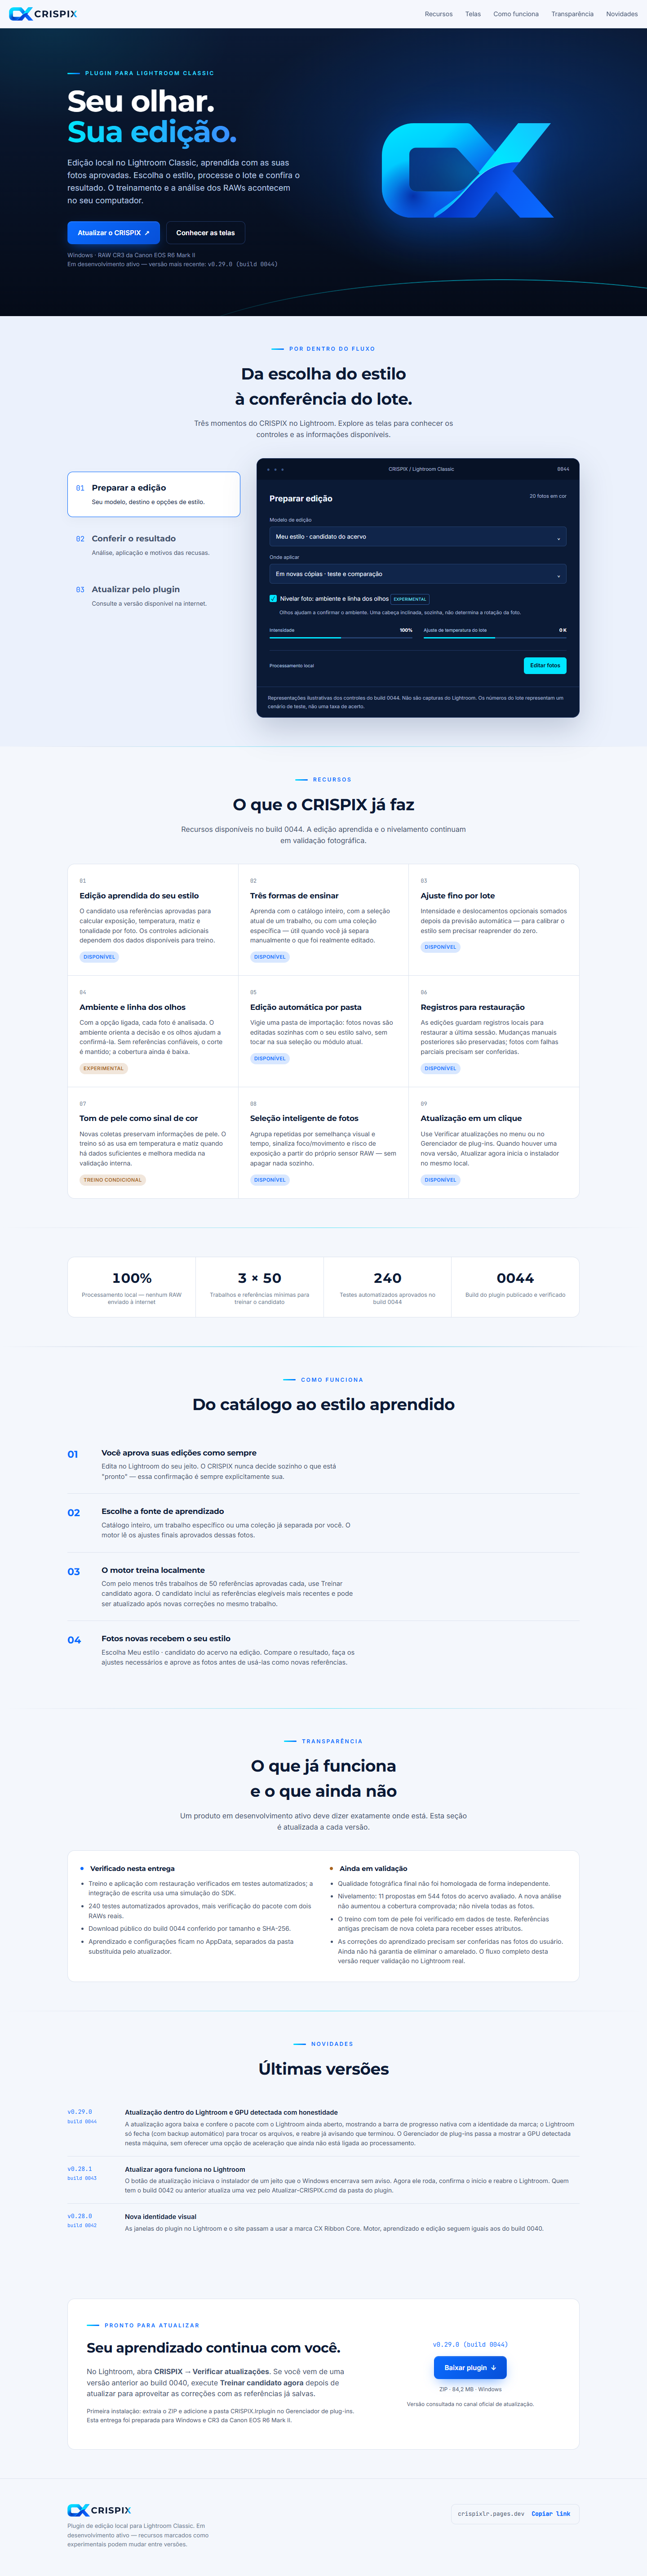 CRISPIX
Recursos Telas Como funciona Transparência Novidades
PLUGIN PARA LIGHTROOM CLASSIC
Seu olhar.
Sua edição.
Edição local no Lightroom Classic, aprendida com as suas
fotos aprovadas. Escolha o estilo, processe o lote e confira o
resultado. O treinamento e a análise dos RAWs acontecem
no seu computador.
Atualizar o CRISPIX ↗ Conhecer as telas
Windows · RAW CR3 da Canon EOS R6 Mark II
Em desenvolvimento ativo — versão mais recente: v0.29.0 (build 0044)
POR DENTRO DO FLUXO
Da escolha do estilo
à conferência do lote.
Três momentos do CRISPIX no Lightroom. Explore as telas para conhecer os
controles e as informações disponíveis.
01 Preparar a edição
Seu modelo, destino e opções de estilo.
02 Conferir o resultado
Análise, aplicação e motivos das recusas.
03 Atualizar pelo plugin
Consulte a versão disponível na internet.
CRISPIX / Lightroom Classic 0044
Preparar edição 20 fotos em cor
Modelo de edição
Meu estilo · candidato do acervo
Onde aplicar
Em novas cópias · teste e comparação
Nivelar foto: ambiente e linha dos olhos EXPERIMENTAL
Olhos ajudam a confirmar o ambiente. Uma cabeça inclinada, sozinha, não determina a rotação da foto.
Intensidade 100% Ajuste de temperatura do lote 0 K
Processamento local Editar fotos
Representações ilustrativas dos controles do build 0044. Não são capturas do Lightroom. Os números do lote representam um
cenário de teste, não uma taxa de acerto.
RECURSOS
O que o CRISPIX já faz
Recursos disponíveis no build 0044. A edição aprendida e o nivelamento continuam
em validação fotográfica.
01
Edição aprendida do seu estilo
O candidato usa referências aprovadas para
calcular exposição, temperatura, matiz e
tonalidade por foto. Os controles adicionais
dependem dos dados disponíveis para treino.
DISPONÍVEL
02
Três formas de ensinar
Aprenda com o catálogo inteiro, com a seleção
atual de um trabalho, ou com uma coleção
específica — útil quando você já separa
manualmente o que foi realmente editado.
DISPONÍVEL
03
Ajuste fino por lote
Intensidade e deslocamentos opcionais somados
depois da previsão automática — para calibrar o
estilo sem precisar reaprender do zero.
DISPONÍVEL
04
Ambiente e linha dos olhos
Com a opção ligada, cada foto é analisada. O
ambiente orienta a decisão e os olhos ajudam a
confirmá-la. Sem referências confiáveis, o corte
é mantido; a cobertura ainda é baixa.
EXPERIMENTAL
05
Edição automática por pasta
Vigie uma pasta de importação: fotos novas são
editadas sozinhas com o seu estilo salvo, sem
tocar na sua seleção ou módulo atual.
DISPONÍVEL
06
Registros para restauração
As edições guardam registros locais para
restaurar a última sessão. Mudanças manuais
posteriores são preservadas; fotos com falhas
parciais precisam ser conferidas.
DISPONÍVEL
07
Tom de pele como sinal de cor
Novas coletas preservam informações de pele. O
treino só as usa em temperatura e matiz quando
há dados suficientes e melhora medida na
validação interna.
TREINO CONDICIONAL
08
Seleção inteligente de fotos
Agrupa repetidas por semelhança visual e
tempo, sinaliza foco/movimento e risco de
exposição a partir do próprio sensor RAW — sem
apagar nada sozinho.
DISPONÍVEL
09
Atualização em um clique
Use Verificar atualizações no menu ou no
Gerenciador de plug-ins. Quando houver uma
nova versão, Atualizar agora inicia o instalador
no mesmo local.
DISPONÍVEL
100%
Processamento local — nenhum RAW
enviado à internet
3 × 50
Trabalhos e referências mínimas para
treinar o candidato
240
Testes automatizados aprovados no
build 0044
0044
Build do plugin publicado e verificado
COMO FUNCIONA
Do catálogo ao estilo aprendido
01 Você aprova suas edições como sempre
Edita no Lightroom do seu jeito. O CRISPIX nunca decide sozinho o que está
"pronto" — essa confirmação é sempre explicitamente sua.
02 Escolhe a fonte de aprendizado
Catálogo inteiro, um trabalho específico ou uma coleção já separada por você. O
motor lê os ajustes finais aprovados dessas fotos.
03 O motor treina localmente
Com pelo menos três trabalhos de 50 referências aprovadas cada, use Treinar
candidato agora. O candidato inclui as referências elegíveis mais recentes e pode
ser atualizado após novas correções no mesmo trabalho.
04 Fotos novas recebem o seu estilo
Escolha Meu estilo · candidato do acervo na edição. Compare o resultado, faça os
ajustes necessários e aprove as fotos antes de usá-las como novas referências.
TRANSPARÊNCIA
O que já funciona
e o que ainda não
Um produto em desenvolvimento ativo deve dizer exatamente onde está. Esta seção
é atualizada a cada versão.
Verificado nesta entrega
Treino e aplicação com restauração verificados em testes automatizados; a
integração de escrita usa uma simulação do SDK.
240 testes automatizados aprovados, mais verificação do pacote com dois
RAWs reais.
Download público do build 0044 conferido por tamanho e SHA-256.
Aprendizado e configurações ficam no AppData, separados da pasta
substituída pelo atualizador.
Ainda em validação
Qualidade fotográfica final não foi homologada de forma independente.
Nivelamento: 11 propostas em 544 fotos do acervo avaliado. A nova análise
não aumentou a cobertura comprovada; não nivela todas as fotos.
O treino com tom de pele foi verificado em dados de teste. Referências
antigas precisam de nova coleta para receber esses atributos.
As correções do aprendizado precisam ser conferidas nas fotos do usuário.
Ainda não há garantia de eliminar o amarelado. O fluxo completo desta
versão requer validação no Lightroom real.
NOVIDADES
Últimas versões
v0.29.0
build 0044
Atualização dentro do Lightroom e GPU detectada com honestidade
A atualização agora baixa e confere o pacote com o Lightroom ainda aberto, mostrando a barra de progresso nativa com a identidade da marca; o Lightroom
só fecha (com backup automático) para trocar os arquivos, e reabre já avisando que terminou. O Gerenciador de plug-ins passa a mostrar a GPU detectada
nesta máquina, sem oferecer uma opção de aceleração que ainda não está ligada ao processamento.
v0.28.1
build 0043
Atualizar agora funciona no Lightroom
O botão de atualização iniciava o instalador de um jeito que o Windows encerrava sem aviso. Agora ele roda, confirma o início e reabre o Lightroom. Quem
tem o build 0042 ou anterior atualiza uma vez pelo Atualizar-CRISPIX.cmd da pasta do plugin.
v0.28.0
build 0042
Nova identidade visual
As janelas do plugin no Lightroom e o site passam a usar a marca CX Ribbon Core. Motor, aprendizado e edição seguem iguais aos do build 0040.
PRONTO PARA ATUALIZAR
Seu aprendizado continua com você.
No Lightroom, abra CRISPIX → Verificar atualizações. Se você vem de uma
versão anterior ao build 0040, execute Treinar candidato agora depois de
atualizar para aproveitar as correções com as referências já salvas.
Primeira instalação: extraia o ZIP e adicione a pasta CRISPIX.lrplugin no Gerenciador de plug-ins.
Esta entrega foi preparada para Windows e CR3 da Canon EOS R6 Mark II.
v0.29.0 (build 0044)
Baixar plugin ↓
ZIP · 84,2 MB · Windows
Versão consultada no canal oficial de atualização.
CRISPIX
Plugin de edição local para Lightroom Classic. Em
desenvolvimento ativo — recursos marcados como
experimentais podem mudar entre versões.
crispixlr.pages.dev Copiar link